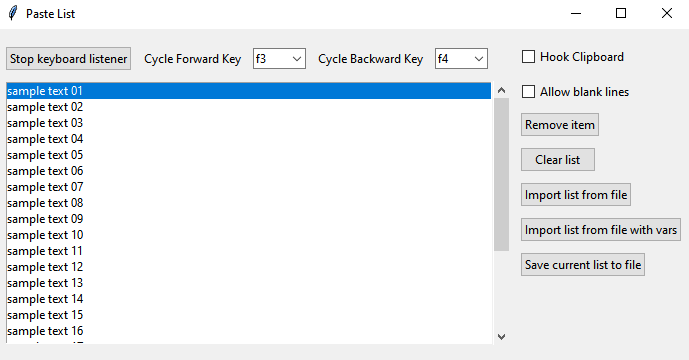 Paste List
Stop keyboard listener Cycle Forward Key f3 Cycle Backward Key f4
Hook Clipboard
Allow blank lines
Remove item
Clear list
Import list from file
Import list from file with vars
Save current list to file
sample text 01
sample text 02
sample text 03
sample text 04
sample text 05
sample text 06
sample text 07
sample text 08
sample text 09
sample text 10
sample text 11
sample text 12
sample text 13
sample text 14
sample text 15
sample text 16